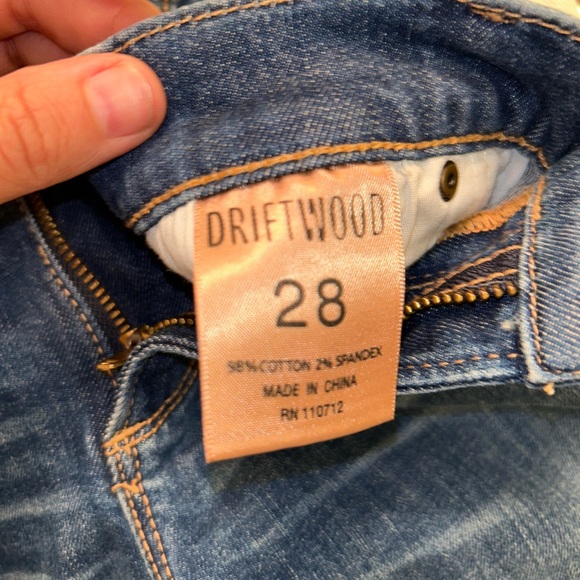 DRIFTWOOD
28
98% COTTON 2% SPANDEX
MADE IN CHINA
RN 110712